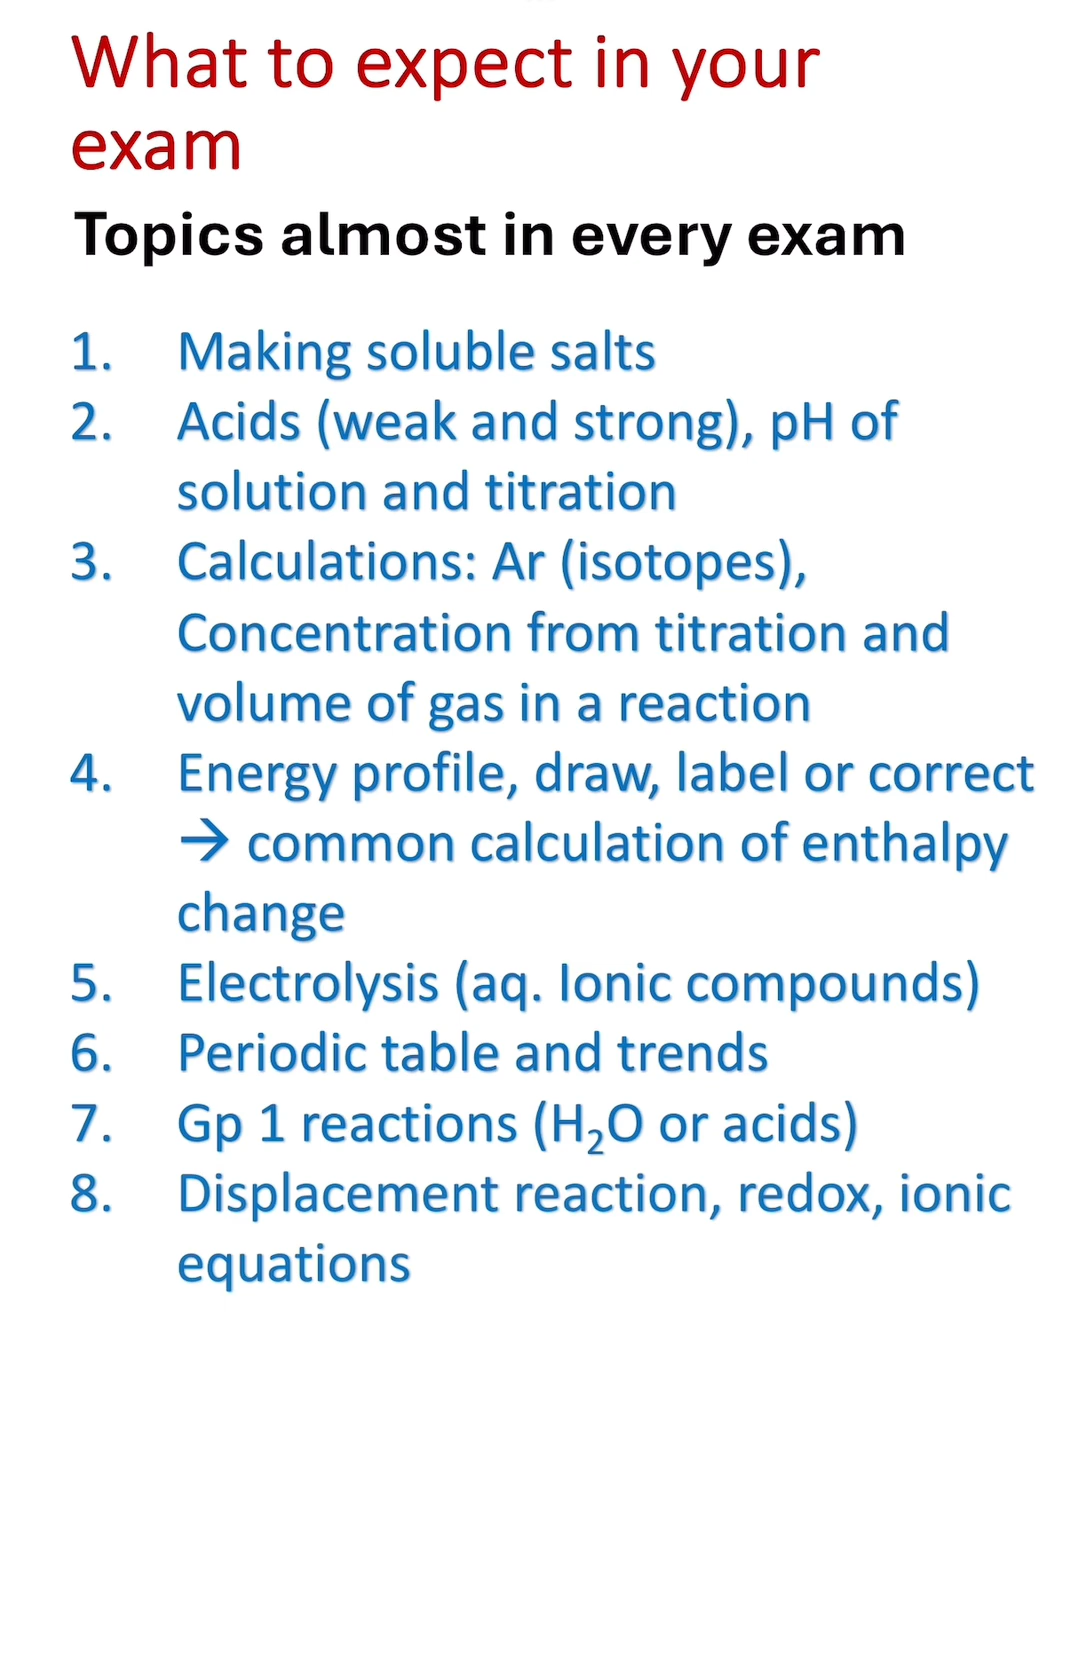 What to expect in your
exam
Topics almost in every exam
1. Making soluble salts
2. Acids (weak and strong), pH of
solution and titration
3. Calculations: Ar (isotopes),
Concentration from titration and
volume of gas in a reaction
4. Energy profile, draw, label or correct
→ common calculation of enthalpy
change
5. Electrolysis (aq. Ionic compounds)
6. Periodic table and trends
7. Gp 1 reactions (H₂O or acids)
8. Displacement reaction, redox, ionic
equations